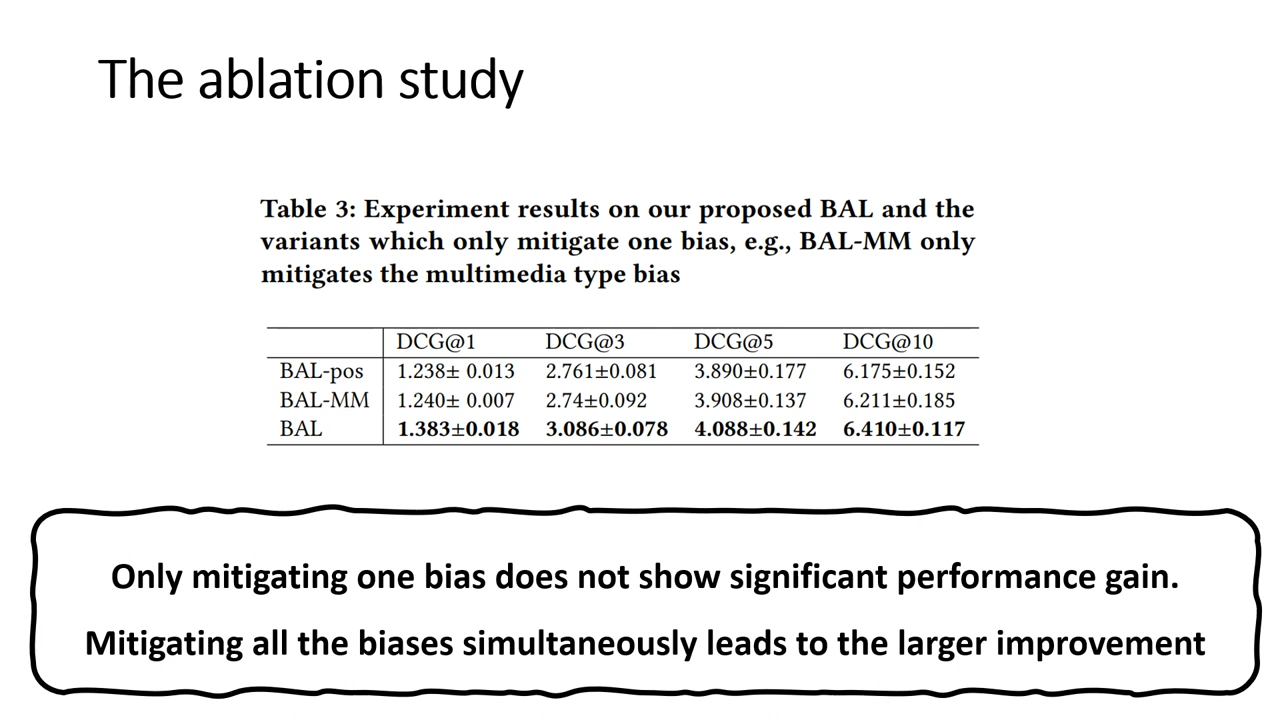 The ablation study
Table 3: Experiment results on our proposed BAL and the
variants which only mitigate one bias, e.g., BAL-MM only
mitigates the multimedia type bias
DCG@1 DCG@3 DCG@5 DCG@10
BAL-pos 1.238± 0.013 2.761±0.081 3.890±0.177 6.175±0.152
BAL-MM 1.240± 0.007 2.74±0.092 3.908±0.137 6.211±0.185
BAL 1.383±0.018 3.086±0.078 4.088±0.142 6.410±0.117
Only mitigating one bias does not show significant performance gain.
Mitigating all the biases simultaneously leads to the larger improvement